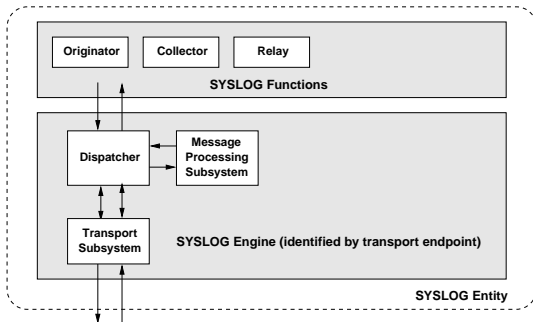 Originator
Collector
Relay
SYSLOG Functions
Dispatcher
Message
Processing
Subsystem
Transport
Subsystem
SYSLOG Engine (identified by transport endpoint)
SYSLOG Entity